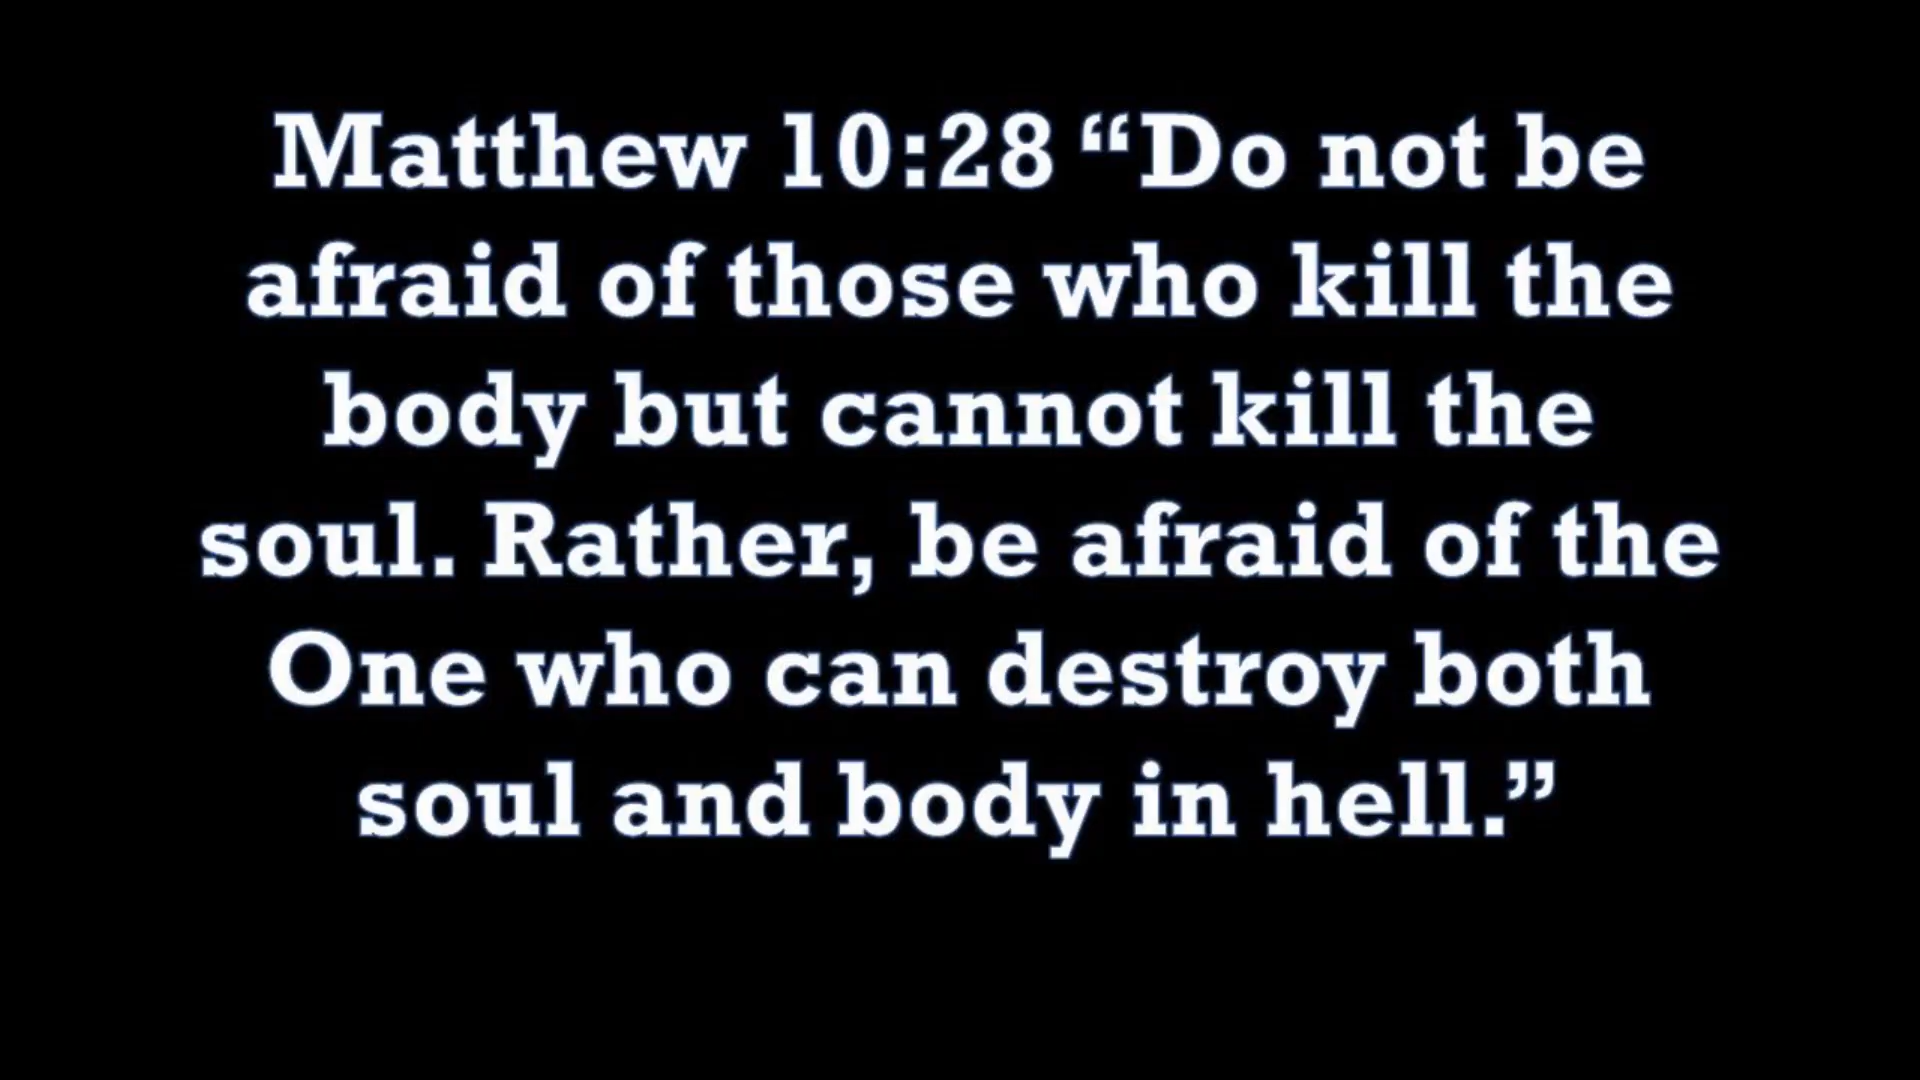 Matthew 10:28 “Do not be
afraid of those who kill the
body but cannot kill the
soul. Rather, be afraid of the
One who can destroy both
soul and body in hell.”